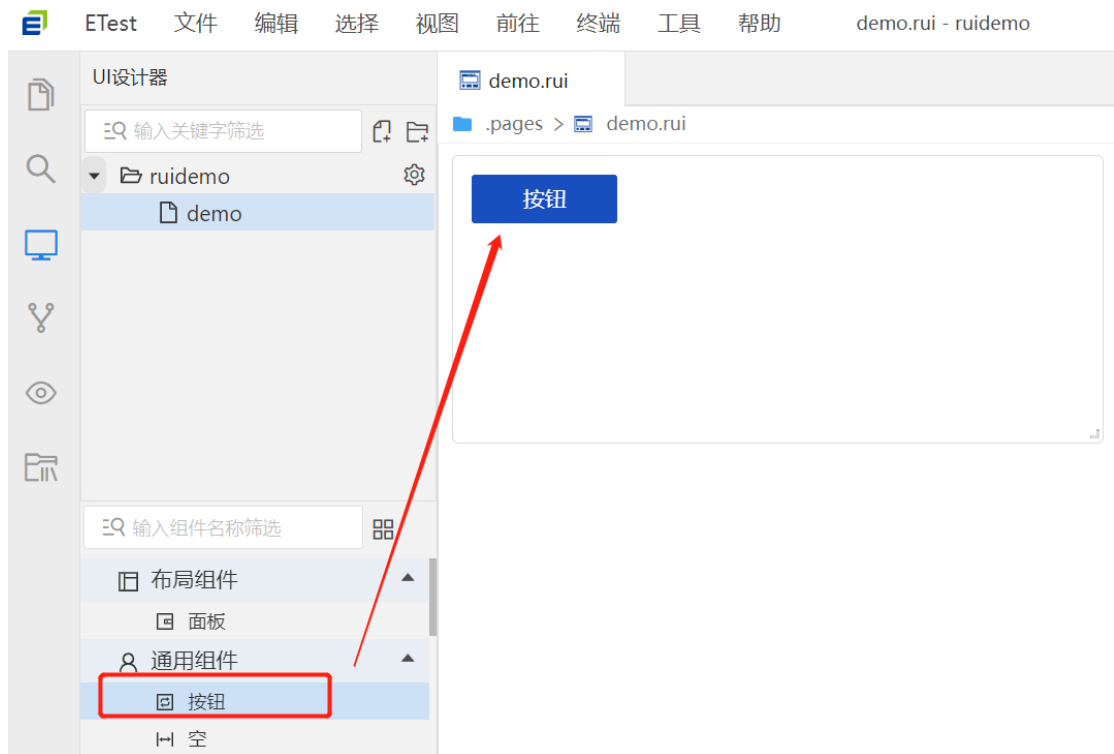 ETest 文件 编辑 选择 视图 前往 终端 工具 帮助 demo.rui - ruidemo
UI设计器
demo.rui
输入关键字筛选
.pages > demo.rui
ruidemo
demo
按钮
输入组件名称筛选
布局组件
面板
通用组件
按钮
空